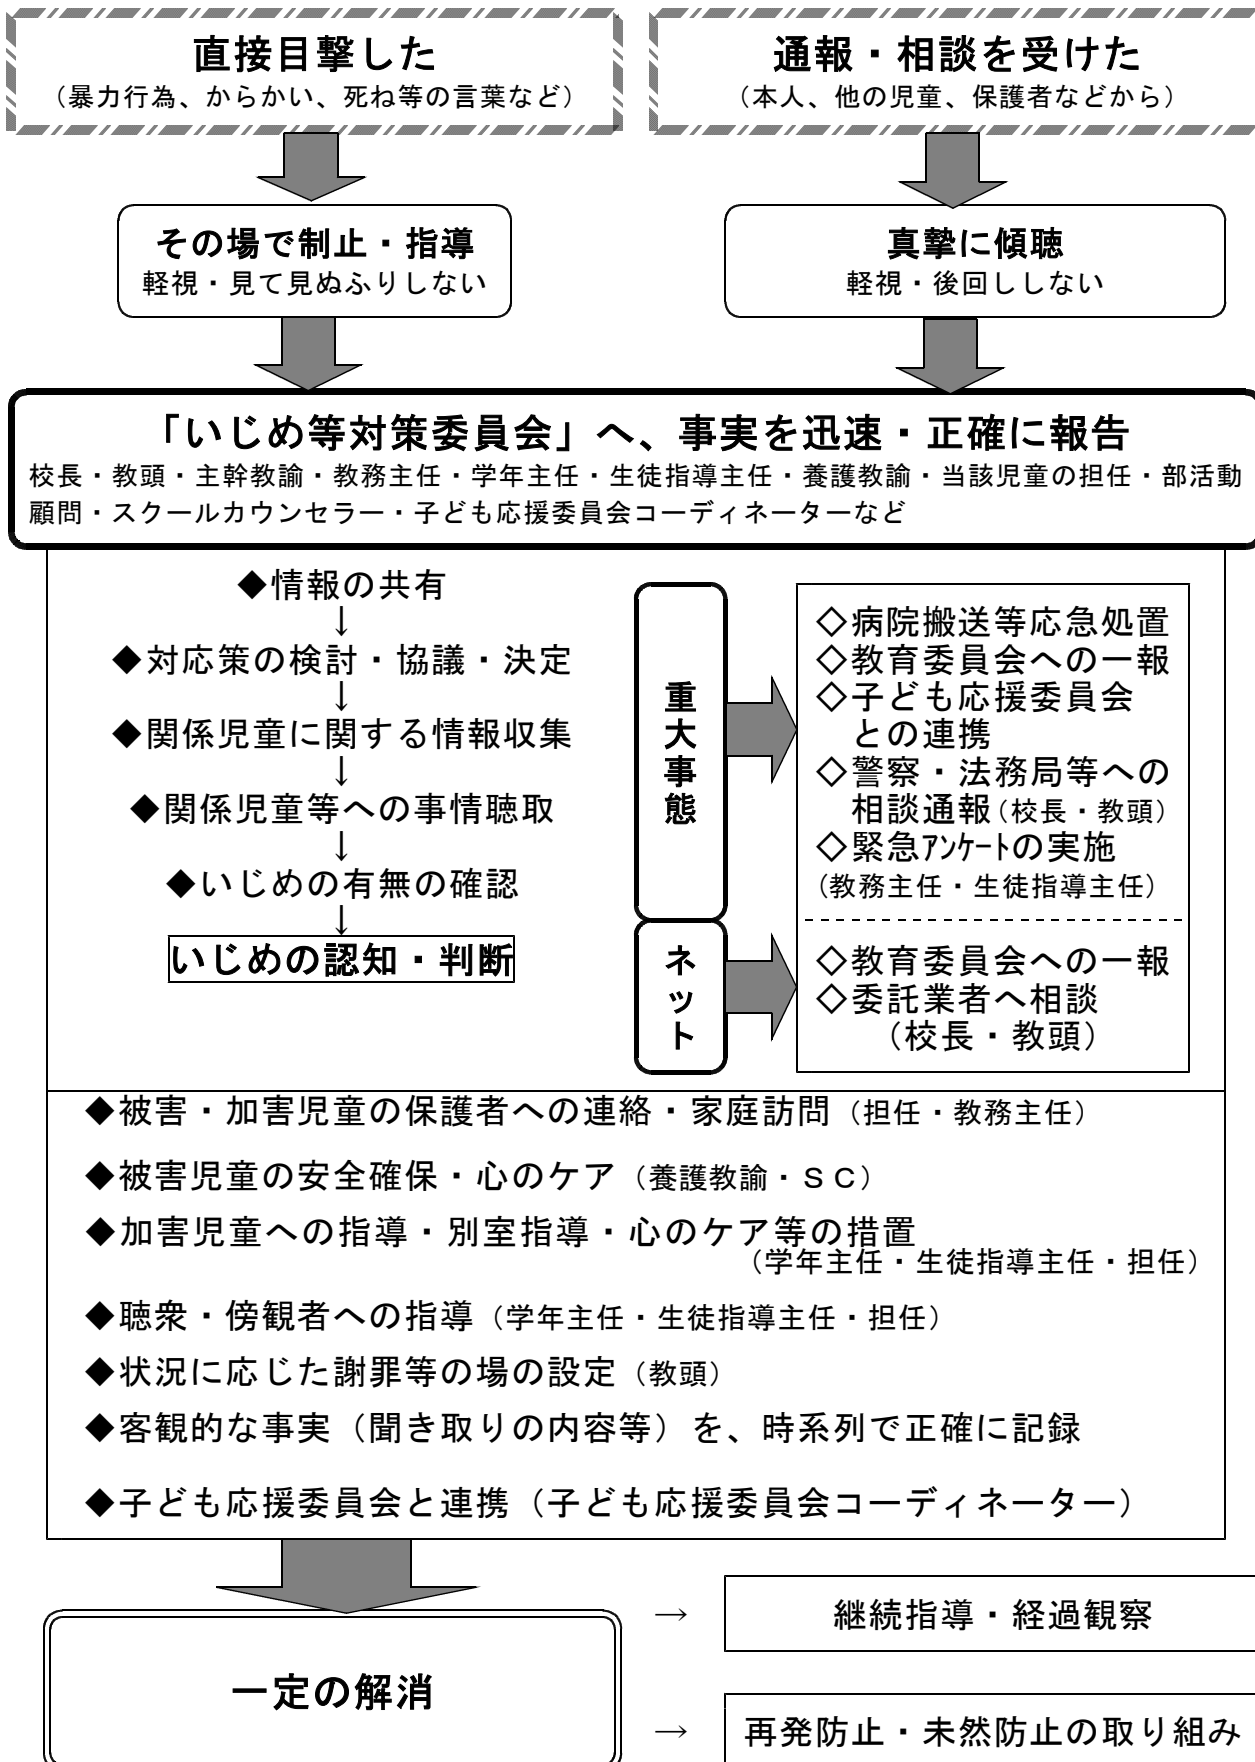 直接目撃した
（暴力行為、からかい、死ね等の言葉など）
通報・相談を受けた
（本人、他の児童、保護者などから）
その場で制止・指導
軽視・見て見ぬふりしない
真摯に傾聴
軽視・後回ししない
「いじめ等対策委員会」へ、事実を迅速・正確に報告
校長・教頭・主幹教諭・教務主任・学年主任・生徒指導主任・養護教諭・当該児童の担任・部活動
顧問・スクールカウンセラー・子ども応援委員会コーディネーターなど
◆情報の共有
↓
◆対応策の検討・協議・決定
↓
◆関係児童に関する情報収集
↓
◆関係児童等への事情聴取
↓
◆いじめの有無の確認
↓
いじめの認知・判断
重大事態
◇病院搬送等応急処置
◇教育委員会への一報
◇子ども応援委員会
との連携
◇警察・法務局等への
相談通報（校長・教頭）
◇緊急ｱﾝｹｰﾄの実施
（教務主任・生徒指導主任）
ネット
◇教育委員会への一報
◇委託業者へ相談
（校長・教頭）
◆被害・加害児童の保護者への連絡・家庭訪問（担任・教務主任）
◆被害児童の安全確保・心のケア（養護教諭・ＳＣ）
◆加害児童への指導・別室指導・心のケア等の措置
（学年主任・生徒指導主任・担任）
◆聴衆・傍観者への指導（学年主任・生徒指導主任・担任）
◆状況に応じた謝罪等の場の設定（教頭）
◆客観的な事実（聞き取りの内容等）を、時系列で正確に記録
◆子ども応援委員会と連携（子ども応援委員会コーディネーター）
一定の解消
→
継続指導・経過観察
→
再発防止・未然防止の取り組み